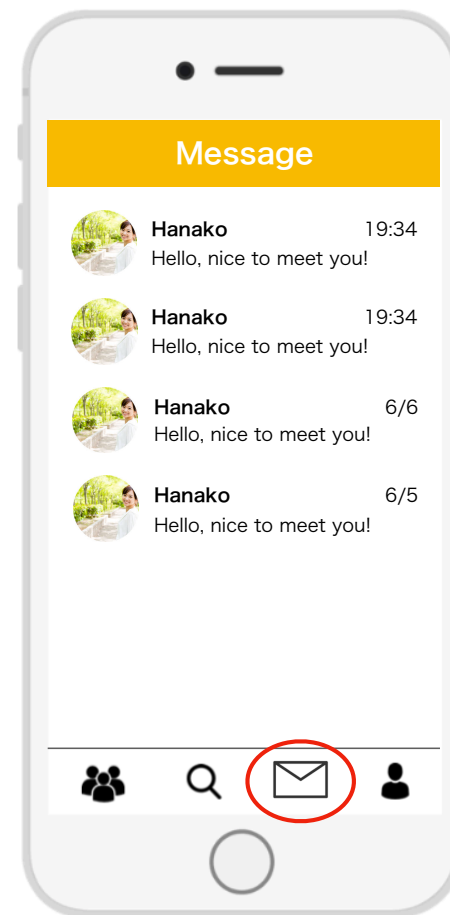 Message
Hanako 19:34
Hello, nice to meet you!
Hanako 19:34
Hello, nice to meet you!
Hanako 6/6
Hello, nice to meet you!
Hanako 6/5
Hello, nice to meet you!